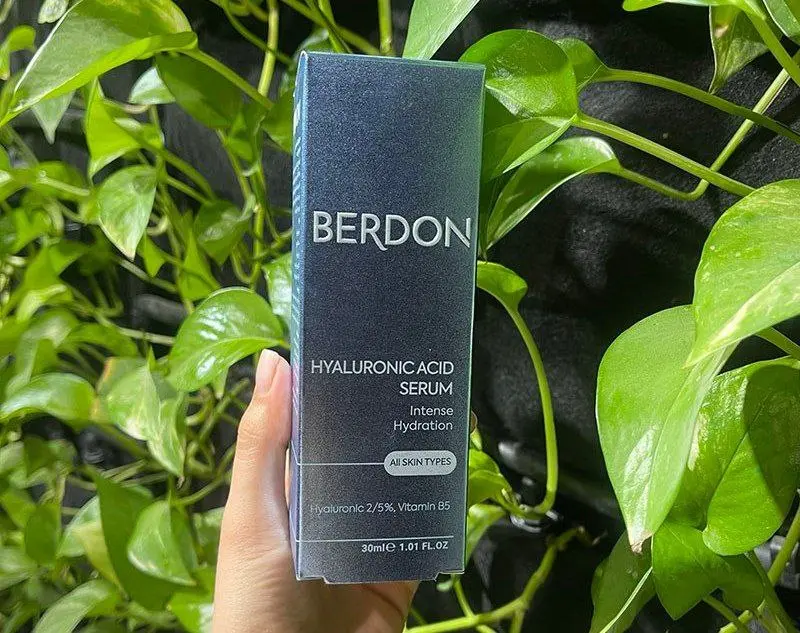 BERDON
HYALURONIC ACID
SERUM
Intense
Hydration
All SKIN TYPES
Hyaluronic 2/5%, Vitamin B5
30ml℮ 1.01 FL.OZ